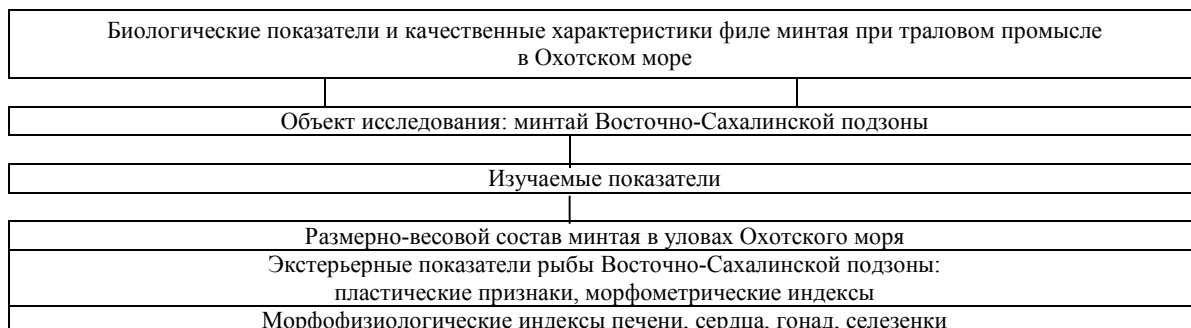 Биологические показатели и качественные характеристики филе минтая при траловом промысле
в Охотском море
Объект исследования: минтай Восточно-Сахалинской подзоны
Изучаемые показатели
Размерно-весовой состав минтая в уловах Охотского моря
Экстерьерные показатели рыбы Восточно-Сахалинской подзоны:
пластические признаки, морфометрические индексы
Морфофизиологические индексы печени, сердца, гонад, селезенки